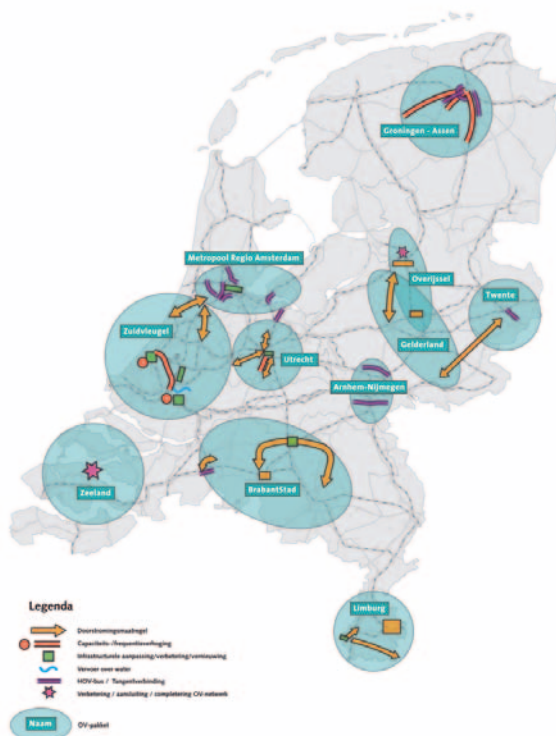 Groningen - Assen
Metropool Regio Amsterdam
Overijssel
Twente
Zuidvleugel
Utrecht
Gelderland
Arnhem-Nijmegen
Zeeland
BrabantStad
Limburg
Legenda
Doorstromingsmaatregel
Capaciteits-/frequentieverhoging
Infrastructurele aanpassing/verbetering/vernieuwing
Vervoer over water
HOV-bus / Tangentverbinding
Verbetering / aansluiting / completering OV-netwerk
Naam
OV-pakket